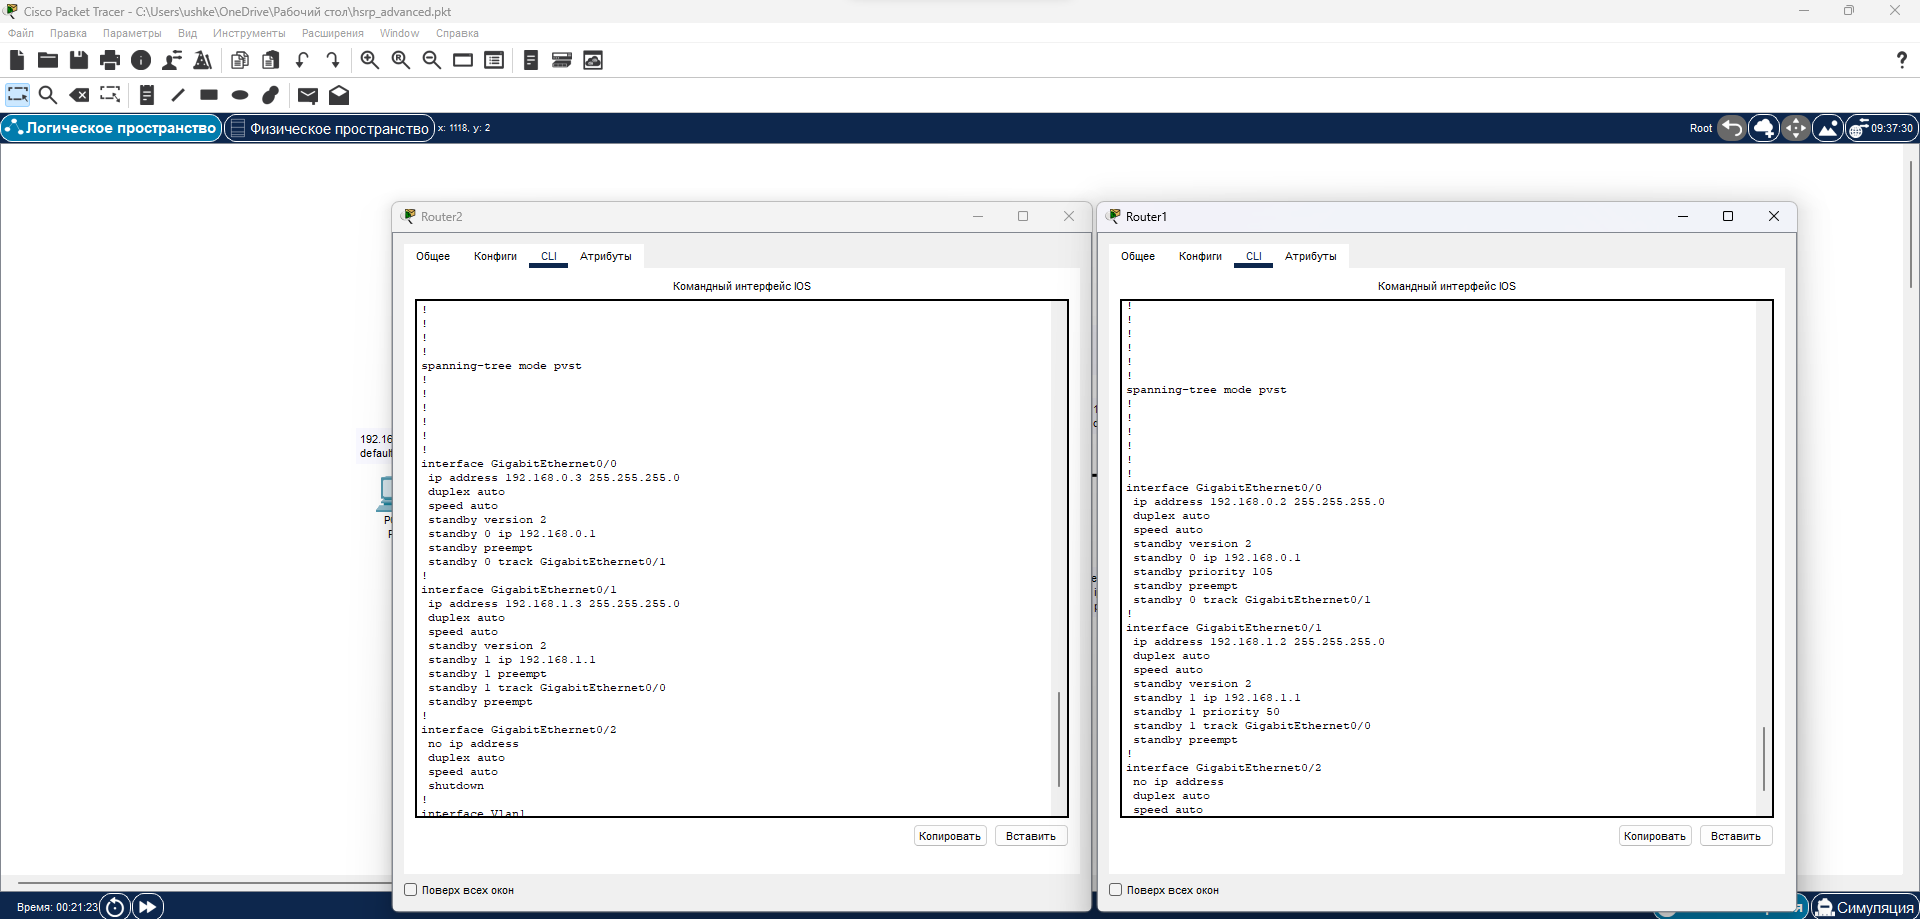 Cisco Packet Tracer - C:\Users\ushke\OneDrive\Рабочий стол\hsrp_advanced.pkt
Файл Правка Параметры Вид Инструменты Расширения Window Справка
Логическое пространство Физическое пространство x: 1118, y: 2 Root 09:37:30
192.16
defaul
Router2
Общее Конфиги CLI Атрибуты
Командный интерфейс IOS
!
!
!
!
spanning-tree mode pvst
!
!
!
!
!
!
interface GigabitEthernet0/0
ip address 192.168.0.3 255.255.255.0
duplex auto
speed auto
standby version 2
standby 0 ip 192.168.0.1
standby preempt
standby 0 track GigabitEthernet0/1
!
interface GigabitEthernet0/1
ip address 192.168.1.3 255.255.255.0
duplex auto
speed auto
standby version 2
standby 1 ip 192.168.1.1
standby 1 preempt
standby 1 track GigabitEthernet0/0
standby preempt
!
interface GigabitEthernet0/2
no ip address
duplex auto
speed auto
shutdown
!
interface Vlan1
Копировать Вставить
Поверх всех окон
Router1
Общее Конфиги CLI Атрибуты
Командный интерфейс IOS
!
!
!
!
!
!
spanning-tree mode pvst
!
!
!
!
!
!
interface GigabitEthernet0/0
ip address 192.168.0.2 255.255.255.0
duplex auto
speed auto
standby version 2
standby 0 ip 192.168.0.1
standby priority 105
standby preempt
standby 0 track GigabitEthernet0/1
!
interface GigabitEthernet0/1
ip address 192.168.1.2 255.255.255.0
duplex auto
speed auto
standby version 2
standby 1 ip 192.168.1.1
standby 1 priority 50
standby 1 track GigabitEthernet0/0
standby preempt
!
interface GigabitEthernet0/2
no ip address
duplex auto
speed auto
Копировать Вставить
Поверх всех окон
Время: 00:21:23 Симуляция